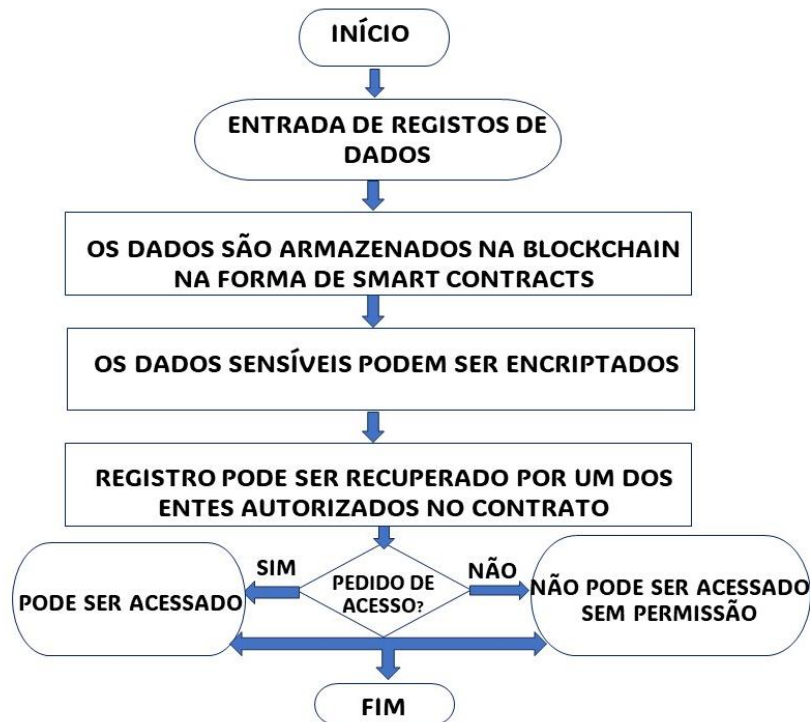 INÍCIO
ENTRADA DE REGISTOS DE
DADOS
OS DADOS SÃO ARMAZENADOS NA BLOCKCHAIN
NA FORMA DE SMART CONTRACTS
OS DADOS SENSÍVEIS PODEM SER ENCRIPTADOS
REGISTRO PODE SER RECUPERADO POR UM DOS
ENTES AUTORIZADOS NO CONTRATO
SIM
PEDIDO DE
ACESSO?
NÃO
PODE SER ACESSADO
NÃO PODE SER ACESSADO
SEM PERMISSÃO
FIM